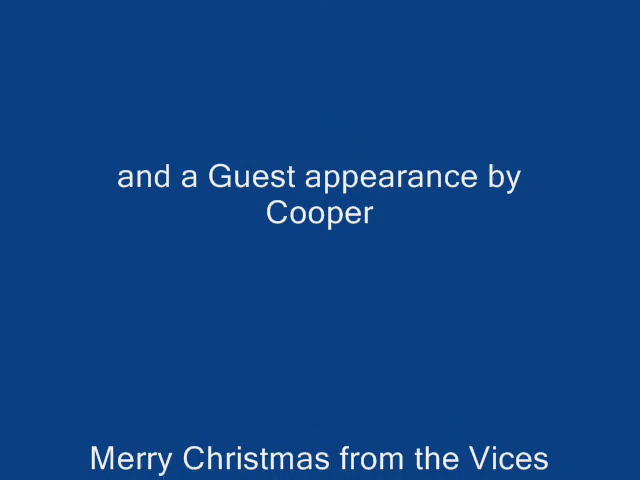 and a Guest appearance by
Cooper
Merry Christmas from the Vices